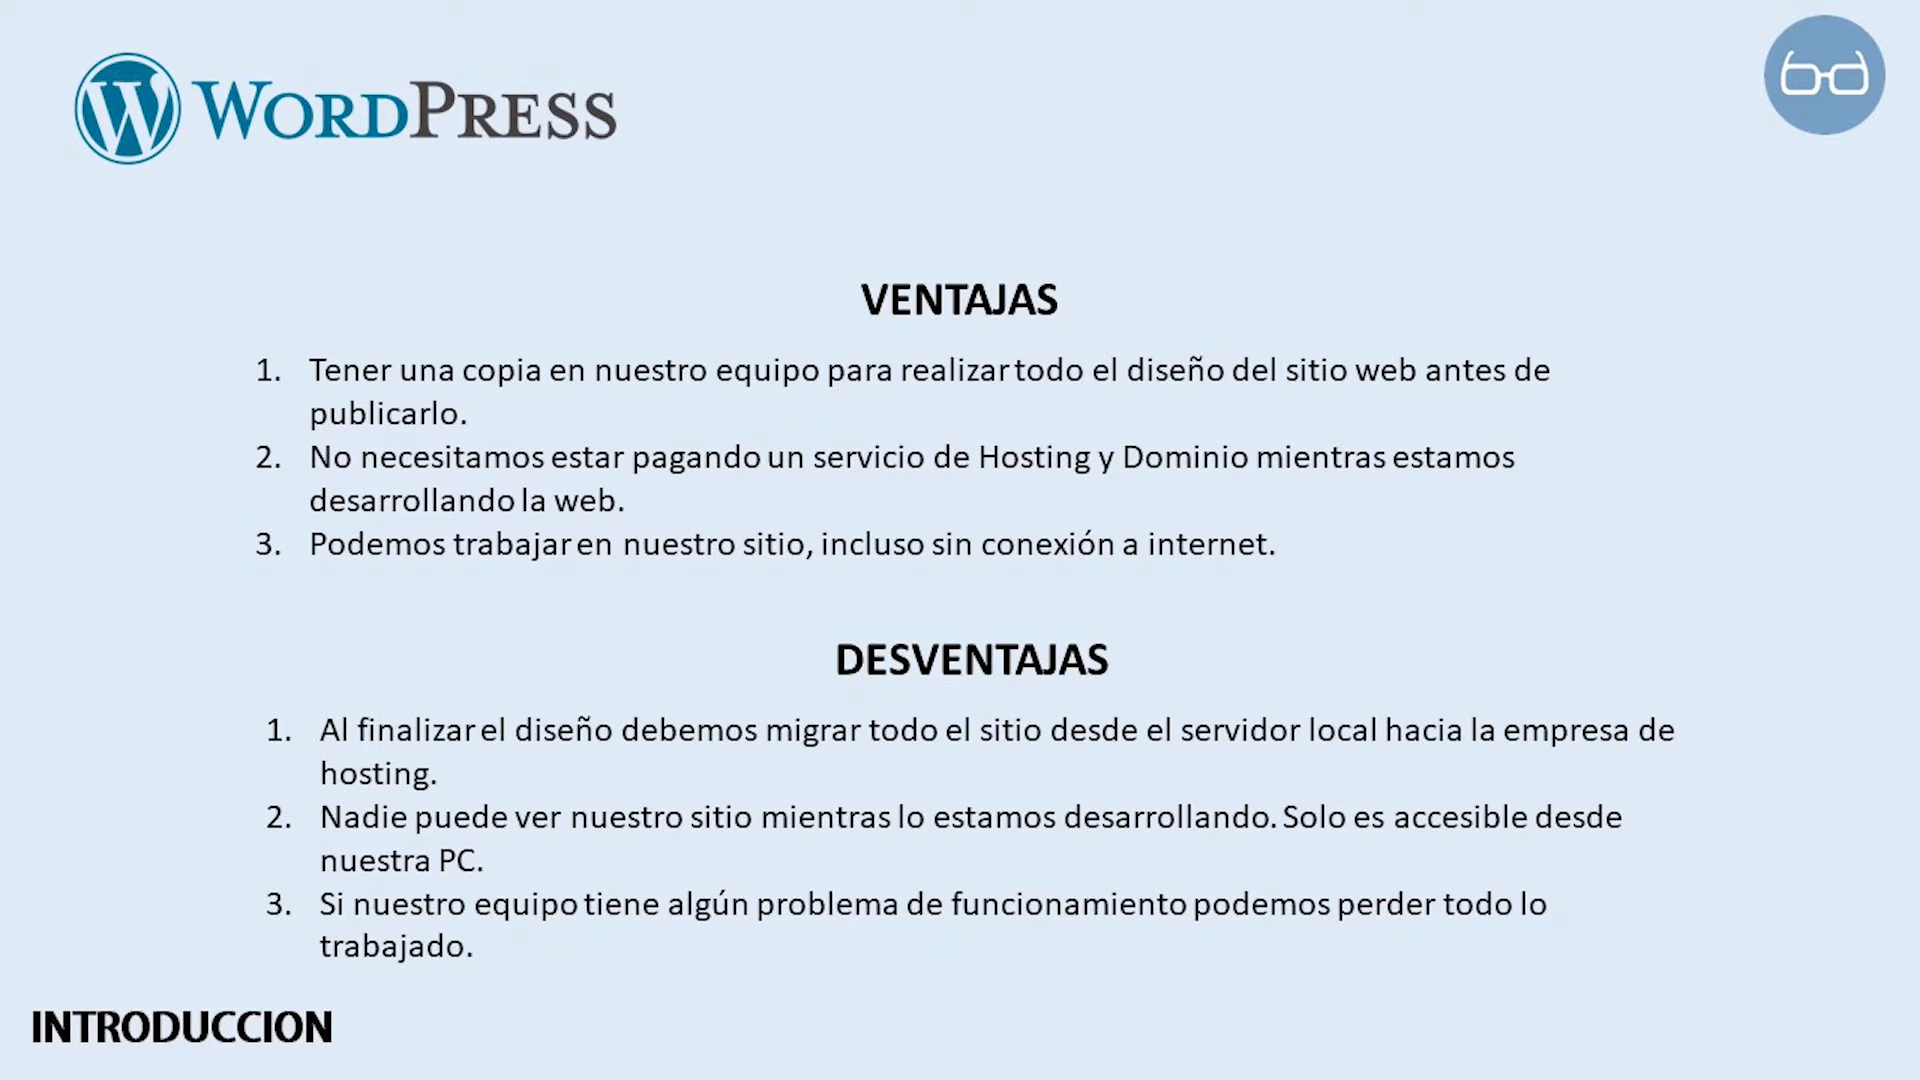 WORDPRESS
VENTAJAS
1. Tener una copia en nuestro equipo para realizar todo el diseño del sitio web antes de
publicarlo.
2. No necesitamos estar pagando un servicio de Hosting y Dominio mientras estamos
desarrollando la web.
3. Podemos trabajar en nuestro sitio, incluso sin conexión a internet.
DESVENTAJAS
1. Al finalizar el diseño debemos migrar todo el sitio desde el servidor local hacia la empresa de
hosting.
2. Nadie puede ver nuestro sitio mientras lo estamos desarrollando. Solo es accesible desde
nuestra PC.
3. Si nuestro equipo tiene algún problema de funcionamiento podemos perder todo lo
trabajado.
INTRODUCCION